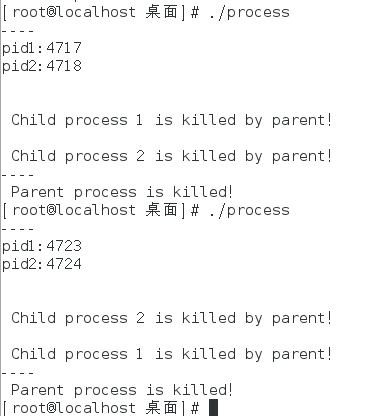 [root@localhost 桌面]# ./process
----
pid1:4717
pid2:4718
Child process 1 is killed by parent!
Child process 2 is killed by parent!
----
Parent process is killed!
[root@localhost 桌面]# ./process
----
pid1:4723
pid2:4724
Child process 2 is killed by parent!
Child process 1 is killed by parent!
----
Parent process is killed!
[root@localhost 桌面]#